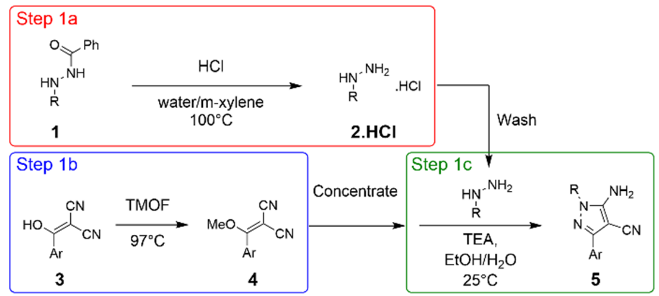 Step 1a
O
Ph
HN
NH
R
1
HCl
water/m-xylene
100°C
HN
NH2
R
.HCl
2.HCl
Wash
Step 1b
HO
CN
CN
Ar
3
TMOF
97°C
MeO
CN
CN
Ar
4
Concentrate
Step 1c
HN
NH2
R
TEA,
EtOH/H2O
25°C
R
N
NH2
N
CN
Ar
5